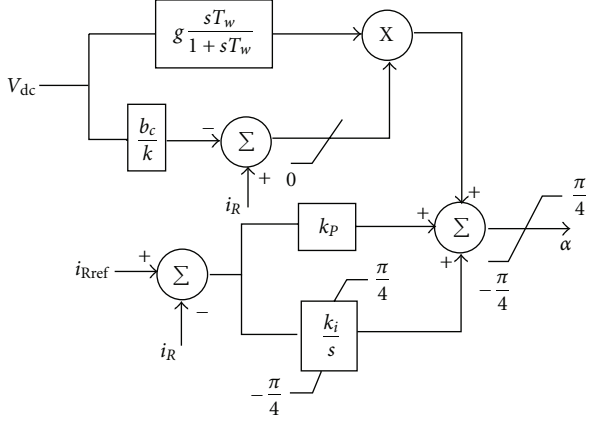 g sT_w / 1 + sT_w
X
V_dc
b_c / k
−
Σ
+
i_R
0
k_P
+
+
Σ
+
π / 4
α
− π / 4
i_Rref
+
Σ
−
i_R
π / 4
k_i / s
− π / 4